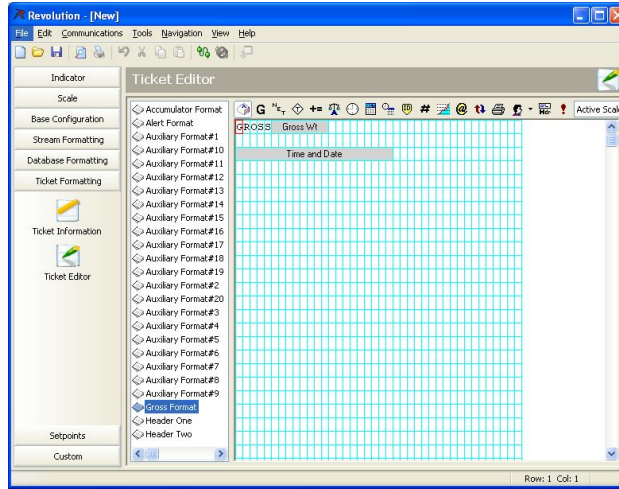 Revolution - [New]
File Edit Communications Tools Navigation View Help
Indicator
Scale
Base Configuration
Stream Formatting
Database Formatting
Ticket Formatting
Ticket Information
Ticket Editor
Setpoints
Custom
Ticket Editor
Accumulator Format
Alert Format
Auxiliary Format#1
Auxiliary Format#10
Auxiliary Format#11
Auxiliary Format#12
Auxiliary Format#13
Auxiliary Format#14
Auxiliary Format#15
Auxiliary Format#16
Auxiliary Format#17
Auxiliary Format#18
Auxiliary Format#19
Auxiliary Format#2
Auxiliary Format#20
Auxiliary Format#3
Auxiliary Format#4
Auxiliary Format#5
Auxiliary Format#6
Auxiliary Format#7
Auxiliary Format#8
Auxiliary Format#9
Gross Format
Header One
Header Two
G NET T += # @ ! Active Scal
GROSS Gross Wt
Time and Date
Row: 1 Col: 1